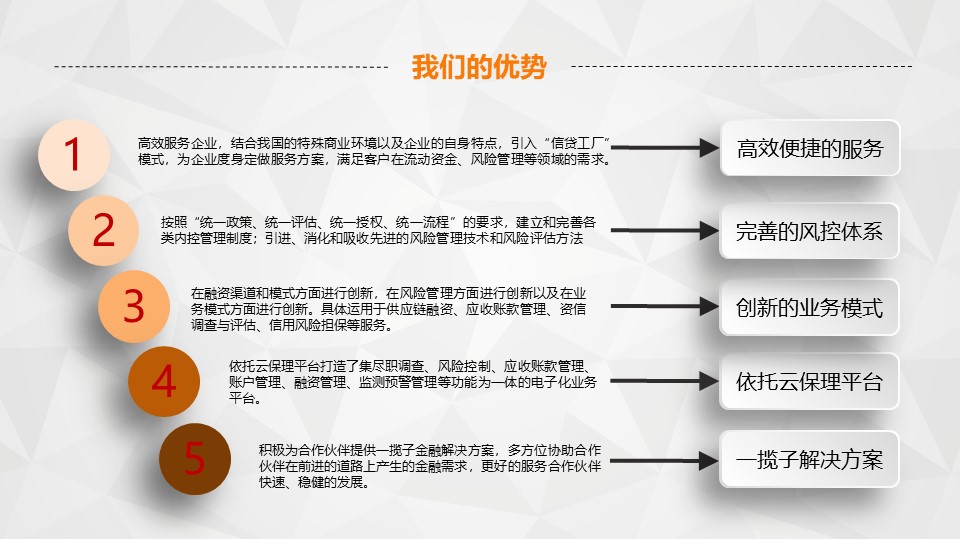 我们的优势
1
高效服务企业，结合我国的特殊商业环境以及企业的自身特点，引入“信贷工厂”
模式，为企业度身定做服务方案，满足客户在流动资金、风险管理等领域的需求。
高效便捷的服务
2
按照“统一政策、统一评估、统一授权、统一流程”的要求，建立和完善各
类内控管理制度；引进、消化和吸收先进的风险管理技术和风险评估方法
完善的风控体系
3
在融资渠道和模式方面进行创新，在风险管理方面进行创新以及在业
务模式方面进行创新。具体运用于供应链融资、应收账款管理、资信
调查与评估、信用风险担保等服务。
创新的业务模式
4
依托云保理平台打造了集尽职调查、风险控制、应收账款管理、
账户管理、融资管理、监测预警管理等功能为一体的电子化业务
平台。
依托云保理平台
5
积极为合作伙伴提供一揽子金融解决方案，多方位协助合作
伙伴在前进的道路上产生的金融需求，更好的服务合作伙伴
快速、稳健的发展。
一揽子解决方案